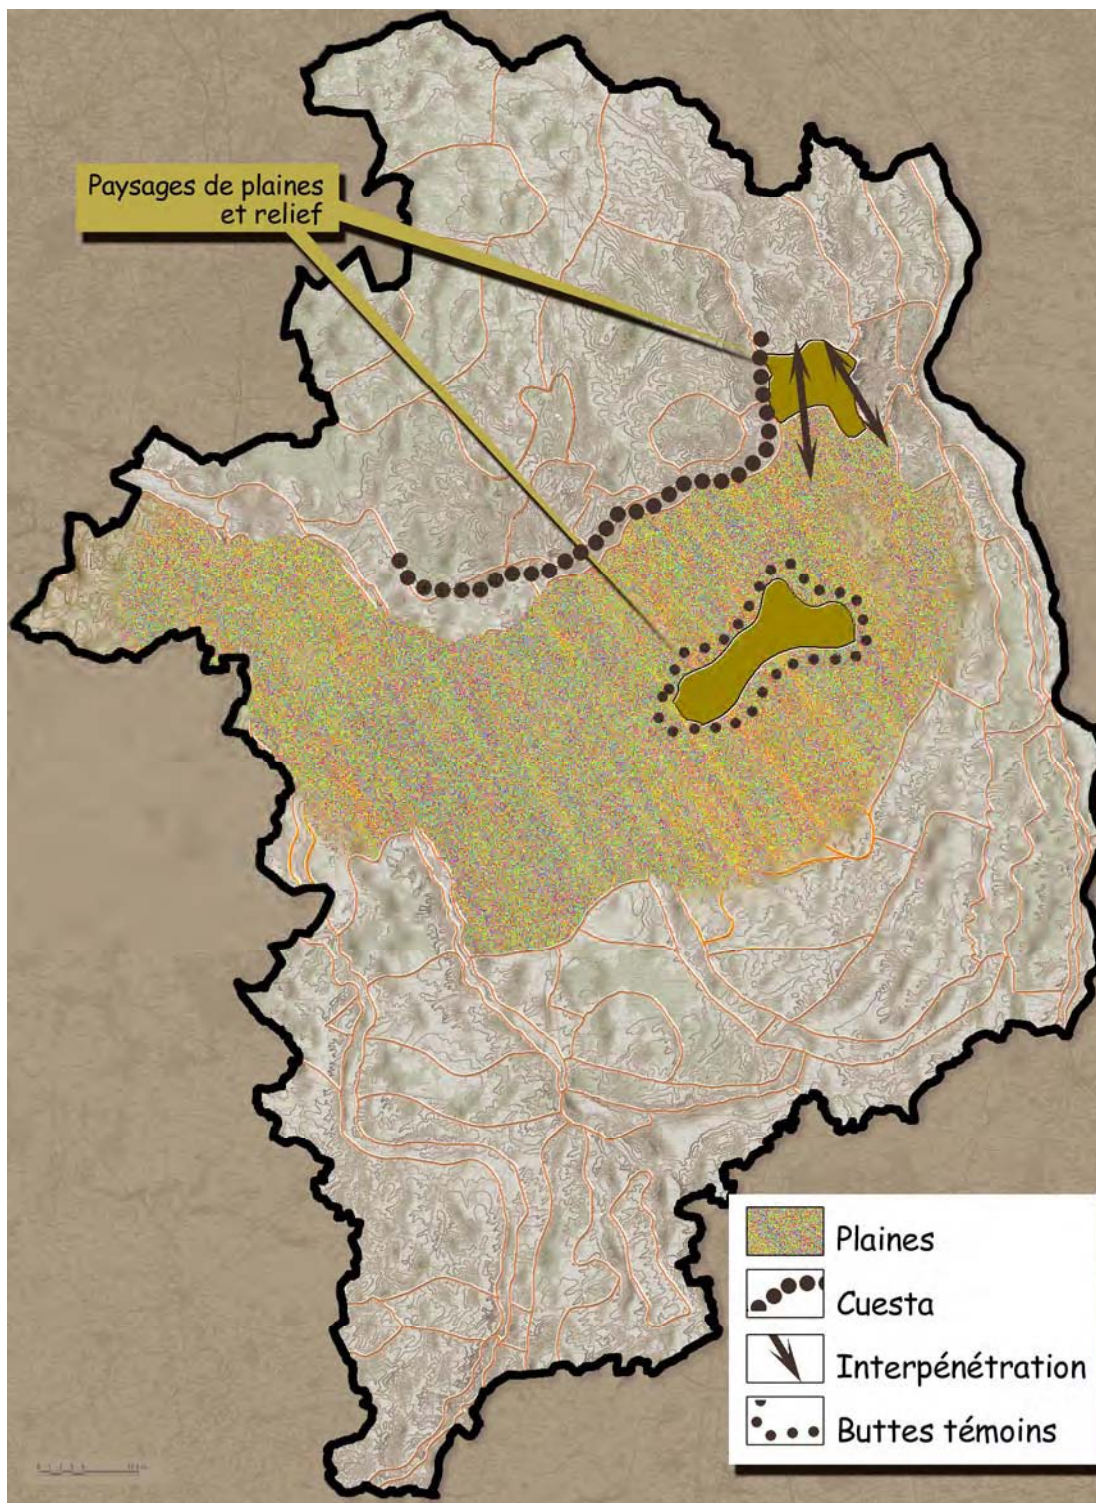 Paysages de plaines
et relief
Plaines
Cuesta
Interpénétration
Buttes témoins